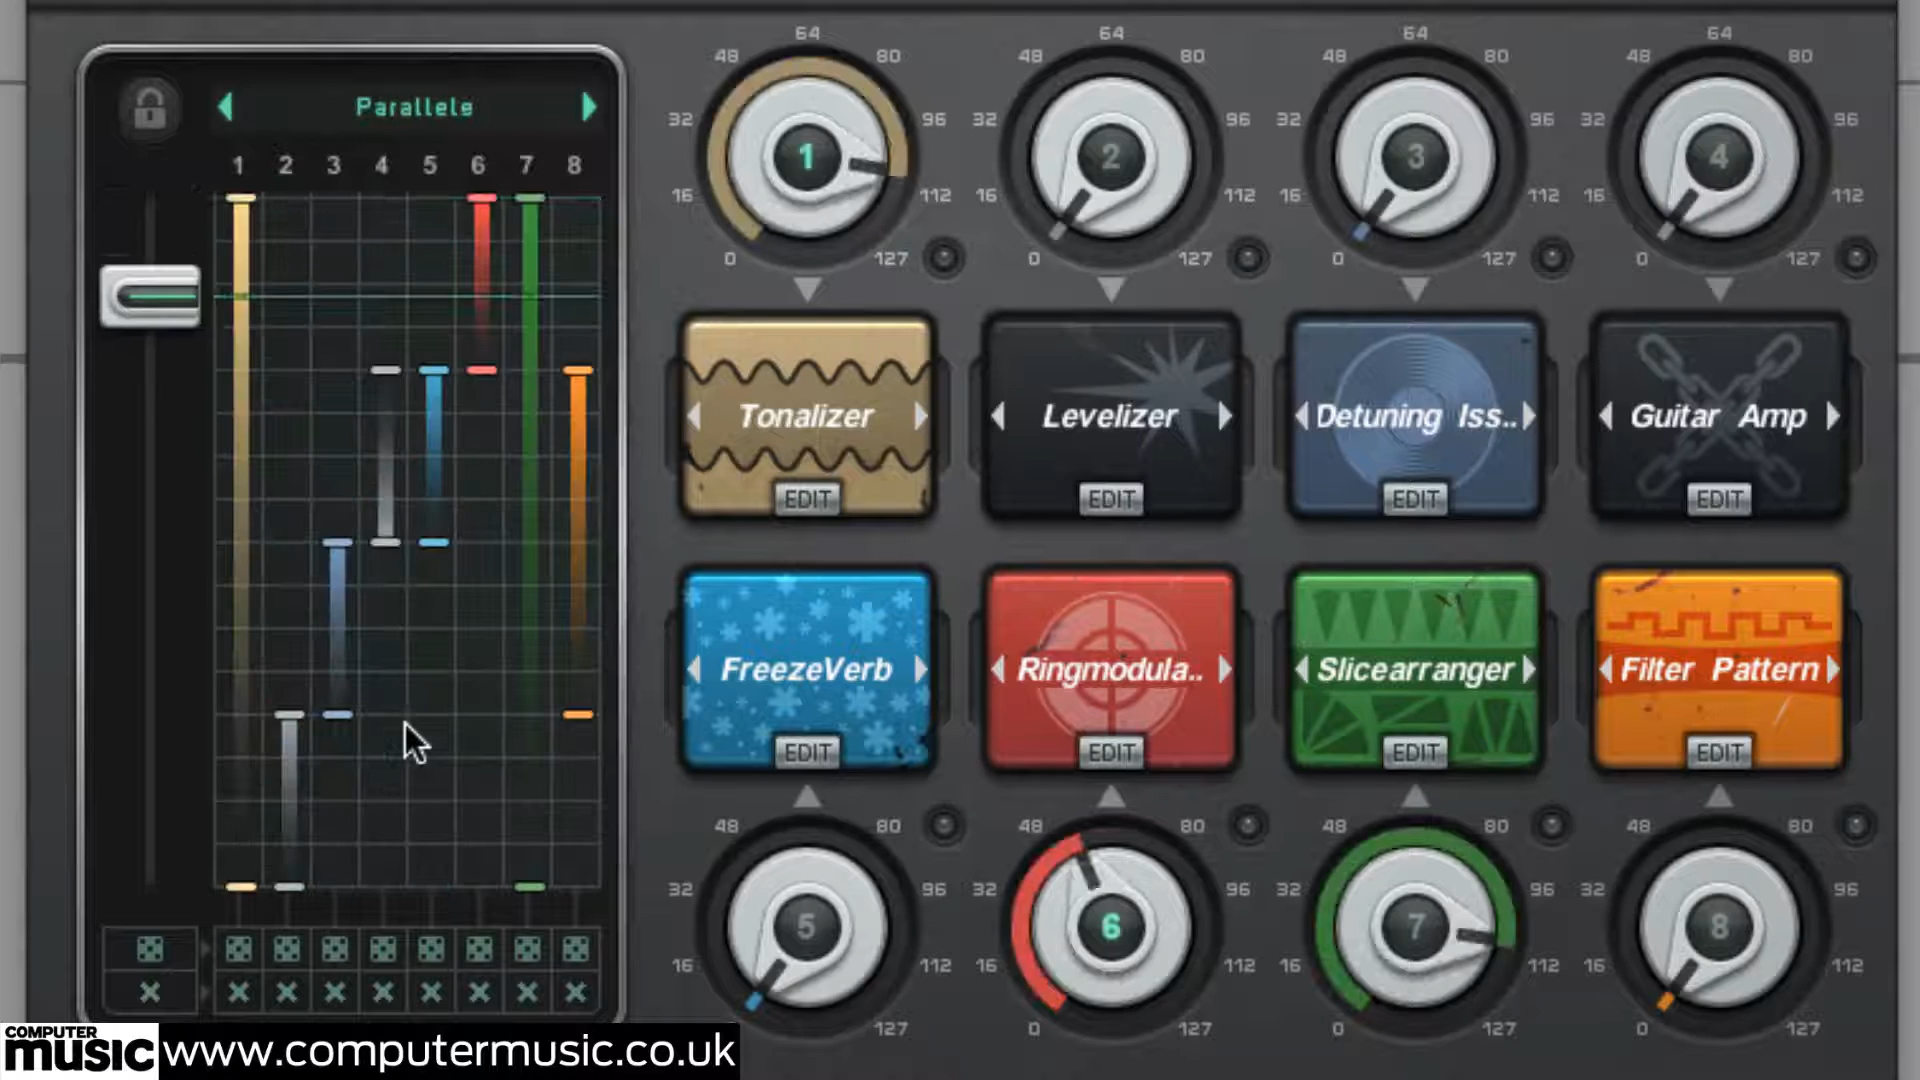 Parallele
1 2 3 4 5 6 7 8
0 16 32 48 64 80 96 112 127
1
0 16 32 48 64 80 96 112 127
2
0 16 32 48 64 80 96 112 127
3
0 16 32 48 64 80 96 112 127
4
Tonalizer
EDIT
Levelizer
EDIT
Detuning Iss..
EDIT
Guitar Amp
EDIT
FreezeVerb
EDIT
Ringmodula..
EDIT
Slicearranger
EDIT
Filter Pattern
EDIT
48 80 32 96 16 112 127
5
48 80 32 96 16 112 0 127
6
48 80 32 96 16 112 0 127
7
48 80 32 96 16 112 0 127
8
COMPUTER
music
www.computermusic.co.uk